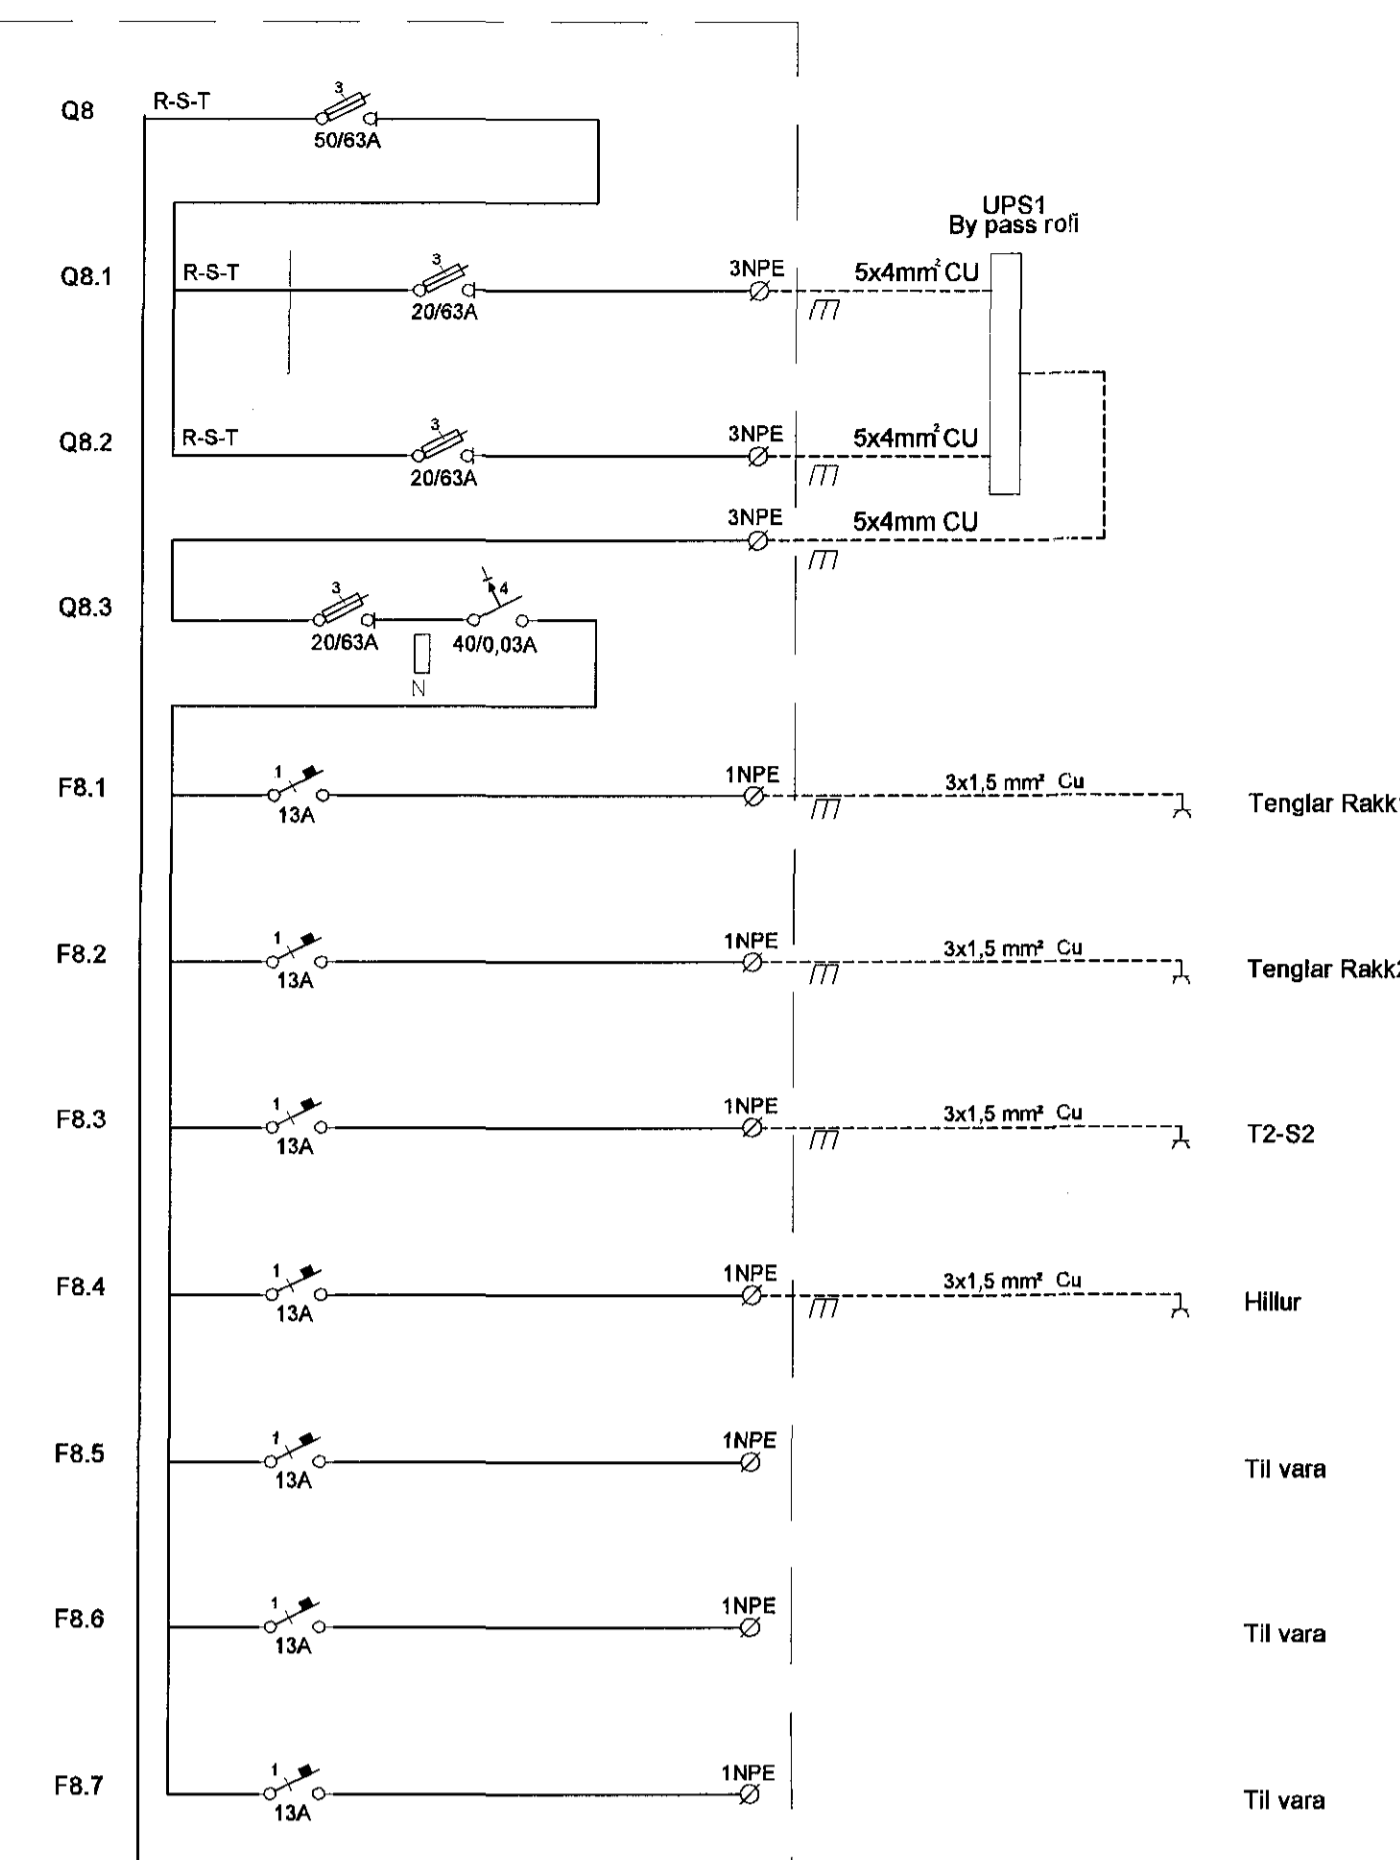 Q8 R-S-T 3
50/63A
UPS1
By pass rofi
Q8.1 R-S-T 3 3NPE 5x4mm² CU
20/63A
Q8.2 R-S-T 3 3NPE 5x4mm² CU
20/63A
3NPE 5x4mm CU
Q8.3 3 4
20/63A 40/0,03A
N
F8.1 1 1NPE 3x1,5 mm² Cu
13A Tenglar Rakk1
F8.2 1 1NPE 3x1,5 mm² Cu
13A Tenglar Rakk2
F8.3 1 1NPE 3x1,5 mm² Cu
13A T2-S2
F8.4 1 1NPE 3x1,5 mm² Cu
13A Hillur
F8.5 1 1NPE
13A Til vara
F8.6 1 1NPE
13A Til vara
F8.7 1 1NPE
13A Til vara